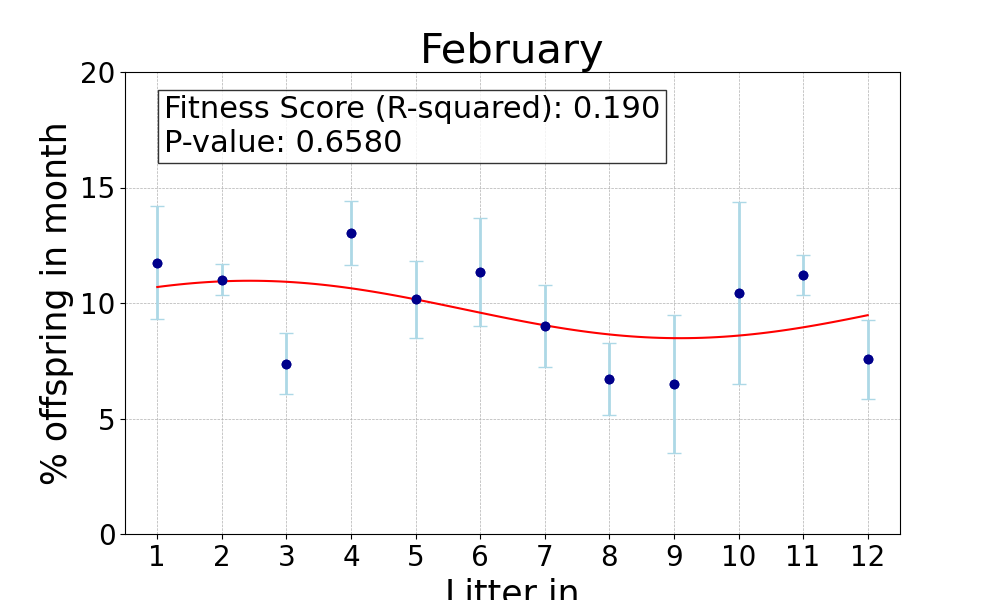 February
Fitness Score (R-squared): 0.190
P-value: 0.6580
% offspring in month
20
15
10
5
0
1 2 3 4 5 6 7 8 9 10 11 12
Litter in